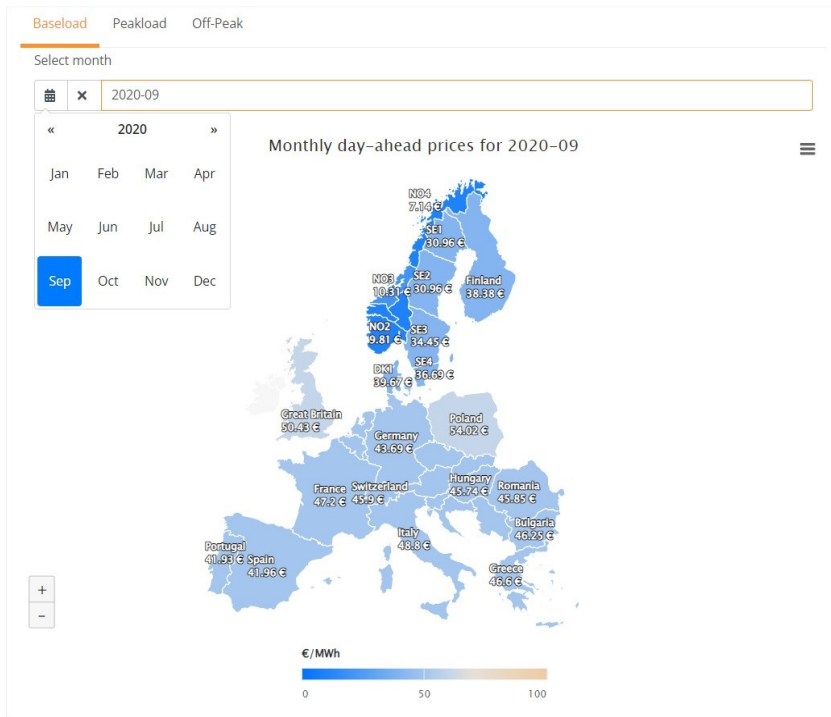 Baseload Peakload Off-Peak
Select month
2020-09
« 2020 »
Jan Feb Mar Apr
May Jun Jul Aug
Sep Oct Nov Dec
Monthly day-ahead prices for 2020-09
NO4
7.14 €
SE1
30.96 €
NO3
10.31 €
SE2
30.96 €
Finland
38.38 €
NO2
9.81 €
SE3
34.45 €
SE4
36.69 €
DK1
39.67 €
Great Britain
50.43 €
Poland
54.02 €
Germany
43.69 €
France
47.2 €
Switzerland
45.9 €
Hungary
45.74 €
Romania
45.85 €
Bulgaria
46.25 €
Italy
48.8 €
Portugal
41.93 €
Spain
41.96 €
Greece
46.6 €
+
−
€/MWh
0 50 100